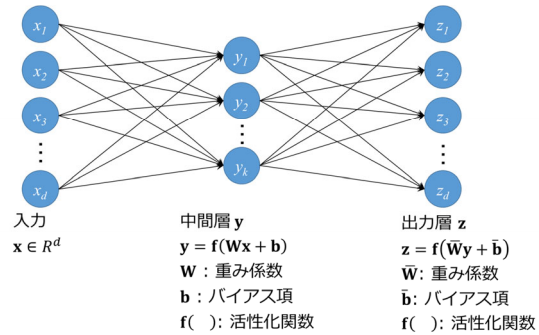 x1 z1
x2 y1 z2
x3 y2 z3
⋮ ⋮ ⋮
xd yk zd
入力 中間層 y 出力層 z
x ∈ R^d y = f(Wx + b) z = f(W̄y + b̄)
W : 重み係数 W̄ : 重み係数
b : バイアス項 b̄ : バイアス項
f( ) : 活性化関数 f( ) : 活性化関数